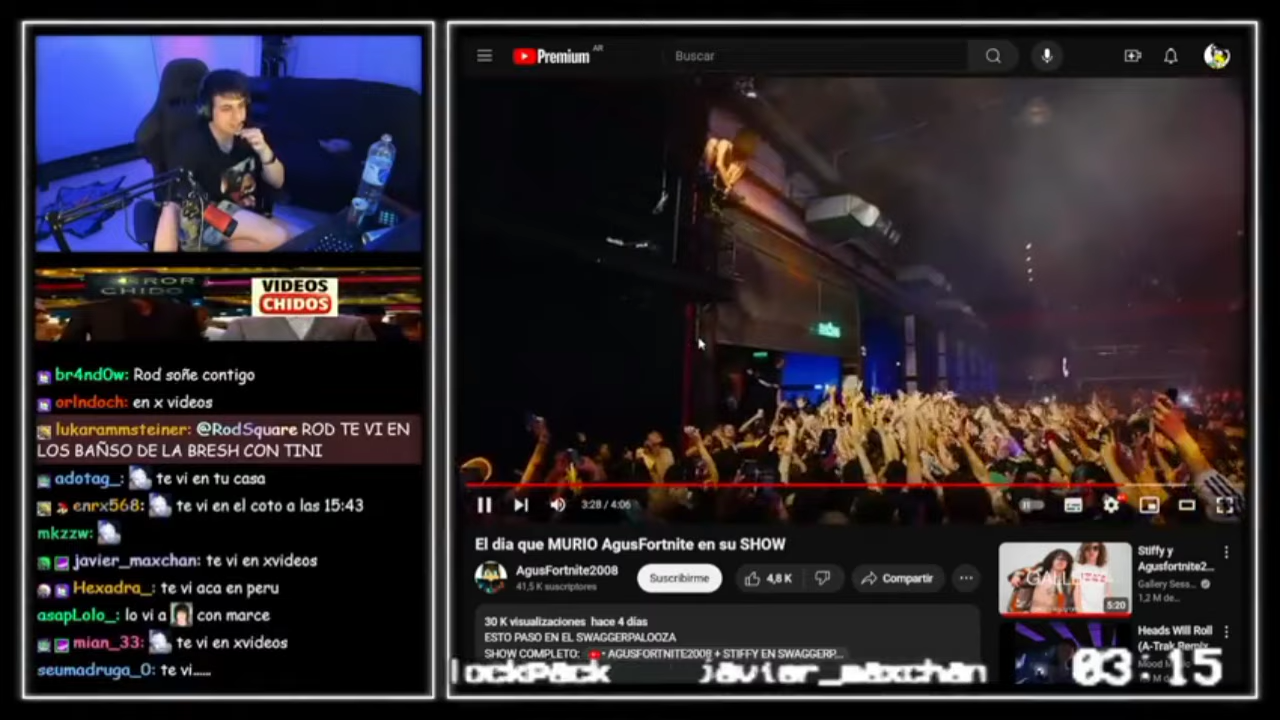 Premium AR
Buscar
ERROR
CHIDO
VIDEOS
CHIDOS
br4nd0w: Rod soñe contigo
orlndoch: en x videos
lukarammsteiner: @RodSquare ROD TE VI EN
LOS BAÑSO DE LA BRESH CON TINI
adotag_: te vi en tu casa
enrx568: te vi en el coto a las 15:43
mkzzw:
javier_maxchan: te vi en xvideos
Hexadra_: te vi aca en peru
asapLolo_: lo vi a con marce
mian_33: te vi en xvideos
seumadruga_0: te vi......
3:28 / 4:06
El dia que MURIO AgusFortnite en su SHOW
AgusFortnite2008
41,5 K suscriptores
Suscribirme
4,8 K
Compartir
30 K visualizaciones hace 4 días
ESTO PASO EN EL SWAGGERPALOOZA
SHOW COMPLETO: • AGUSFORTNITE2008 + STIFFY EN SWAGGERP...
Stiffy y
Agusfortnite2...
Gallery Sess...
1,2 M de...
5:20
Heads Will Roll
(A-Trak Remix
lockPack javier_maxchan
03:15